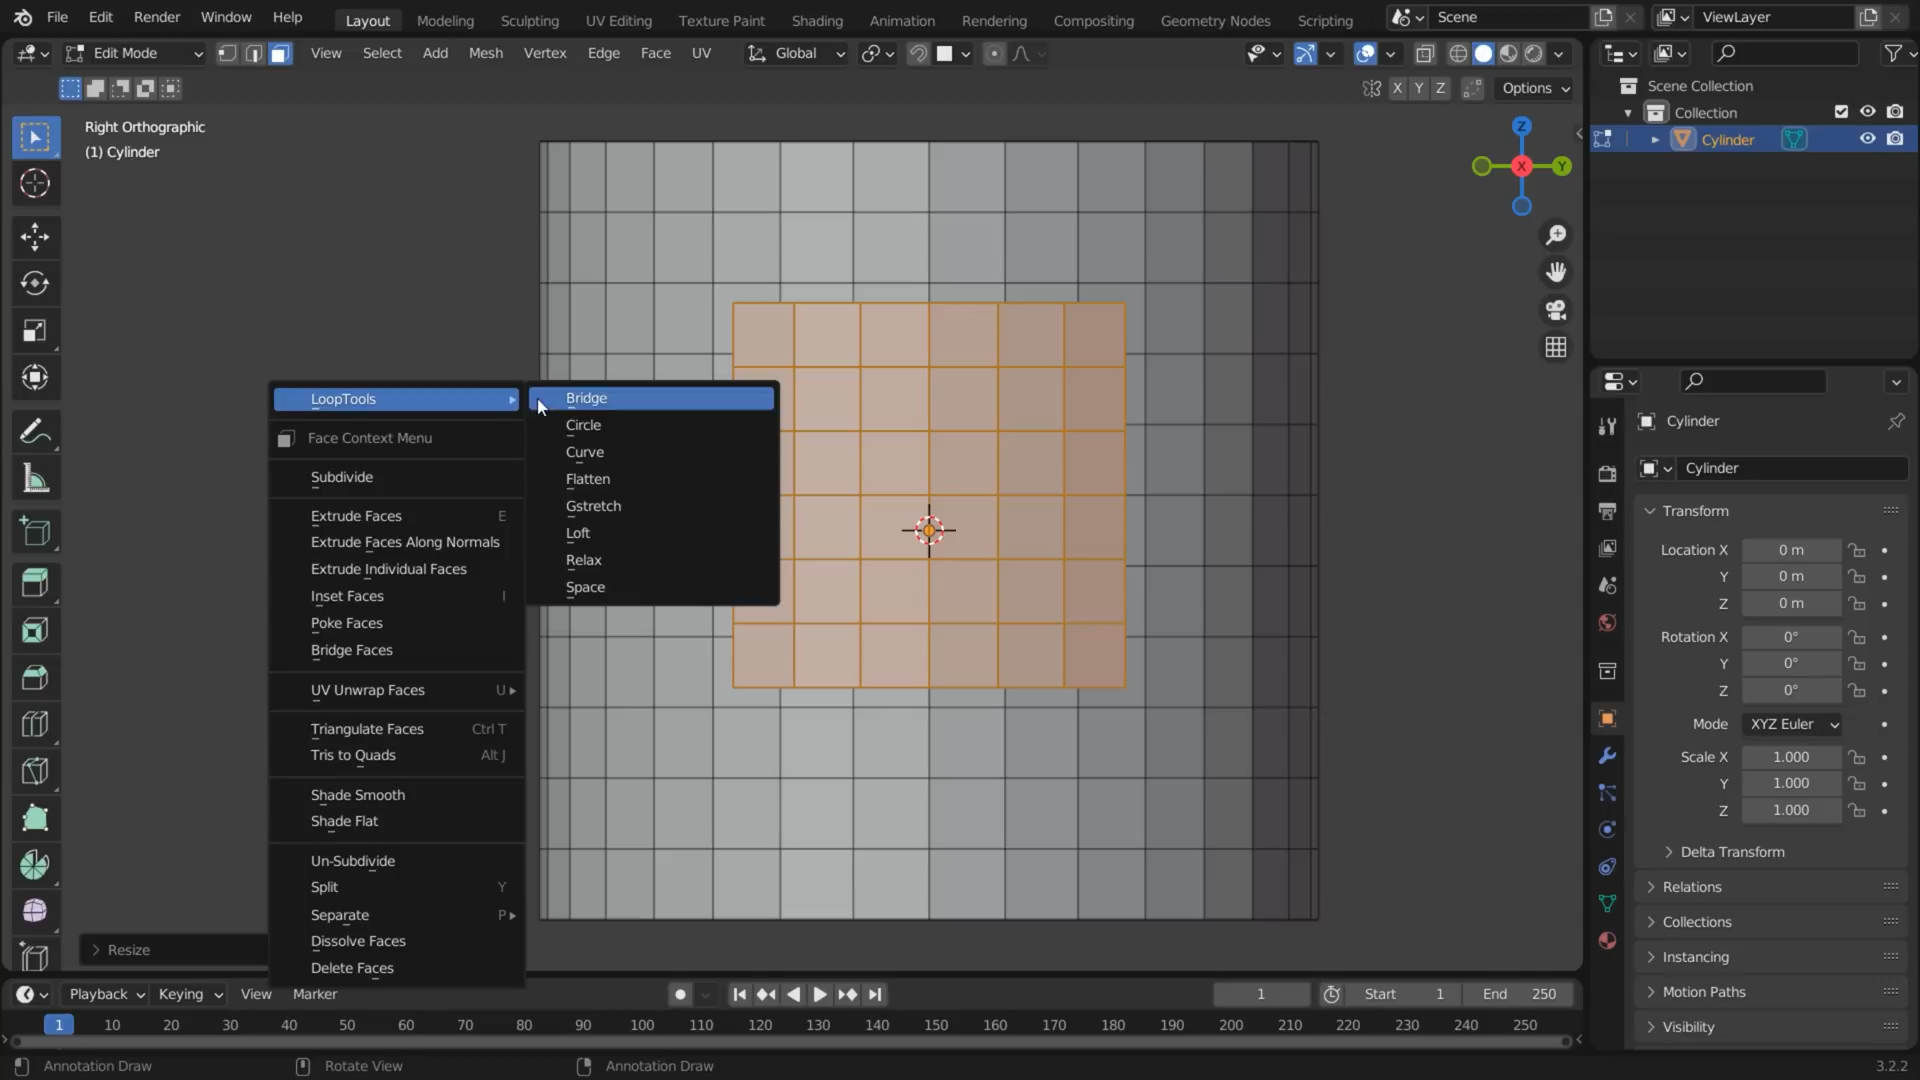 File Edit Render Window Help Layout Modeling Sculpting UV Editing Texture Paint Shading Animation Rendering Compositing Geometry Nodes Scripting Scene ViewLayer
Edit Mode View Select Add Mesh Vertex Edge Face UV Global
X Y Z Options
Scene Collection
Collection
Cylinder
Right Orthographic
(1) Cylinder
Z
X
Y
LoopTools
Face Context Menu
Subdivide
Extrude Faces E
Extrude Faces Along Normals
Extrude Individual Faces
Inset Faces I
Poke Faces
Bridge Faces
UV Unwrap Faces U
Triangulate Faces Ctrl T
Tris to Quads Alt J
Shade Smooth
Shade Flat
Un-Subdivide
Split Y
Separate P
Dissolve Faces
Delete Faces
Bridge
Circle
Curve
Flatten
Gstretch
Loft
Relax
Space
Resize
Cylinder
Cylinder
Transform
Location X 0 m
Y 0 m
Z 0 m
Rotation X 0°
Y 0°
Z 0°
Mode XYZ Euler
Scale X 1.000
Y 1.000
Z 1.000
Delta Transform
Relations
Collections
Instancing
Motion Paths
Visibility
Playback Keying View Marker 1 Start 1 End 250
1 10 20 30 40 50 60 70 80 90 100 110 120 130 140 150 160 170 180 190 200 210 220 230 240 250
Annotation Draw Rotate View Annotation Draw 3.2.2